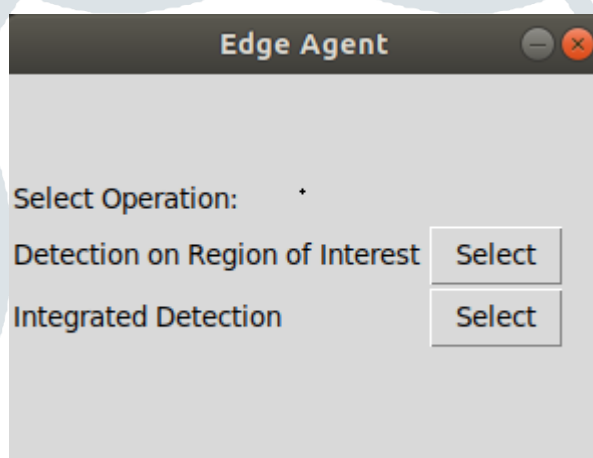 Edge Agent
Select Operation:
Detection on Region of Interest Select
Integrated Detection Select